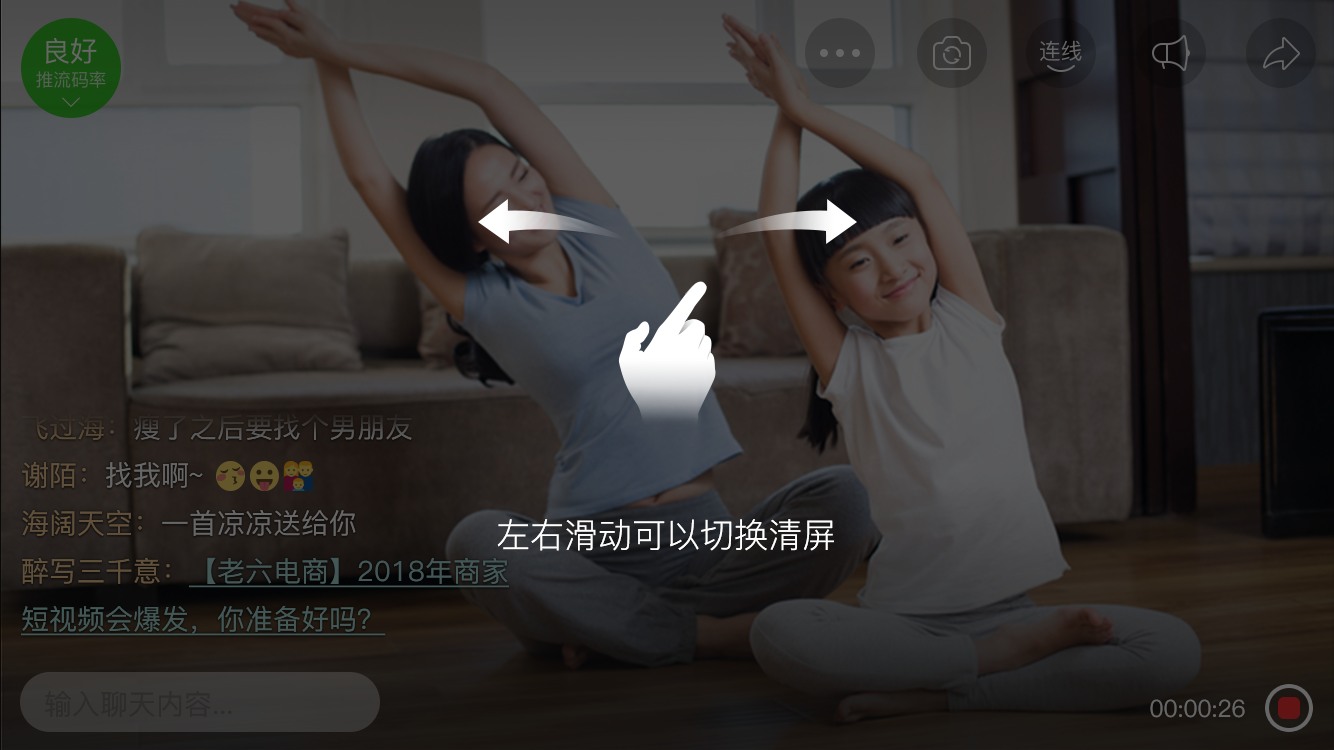 良好
推流码率
连线
左右滑动可以切换清屏
飞过海：瘦了之后要找个男朋友
谢陌：找我啊~
海阔天空：一首凉凉送给你
醉写三千意：【老六电商】2018年商家
短视频会爆发，你准备好吗？
输入聊天内容...
00:00:26